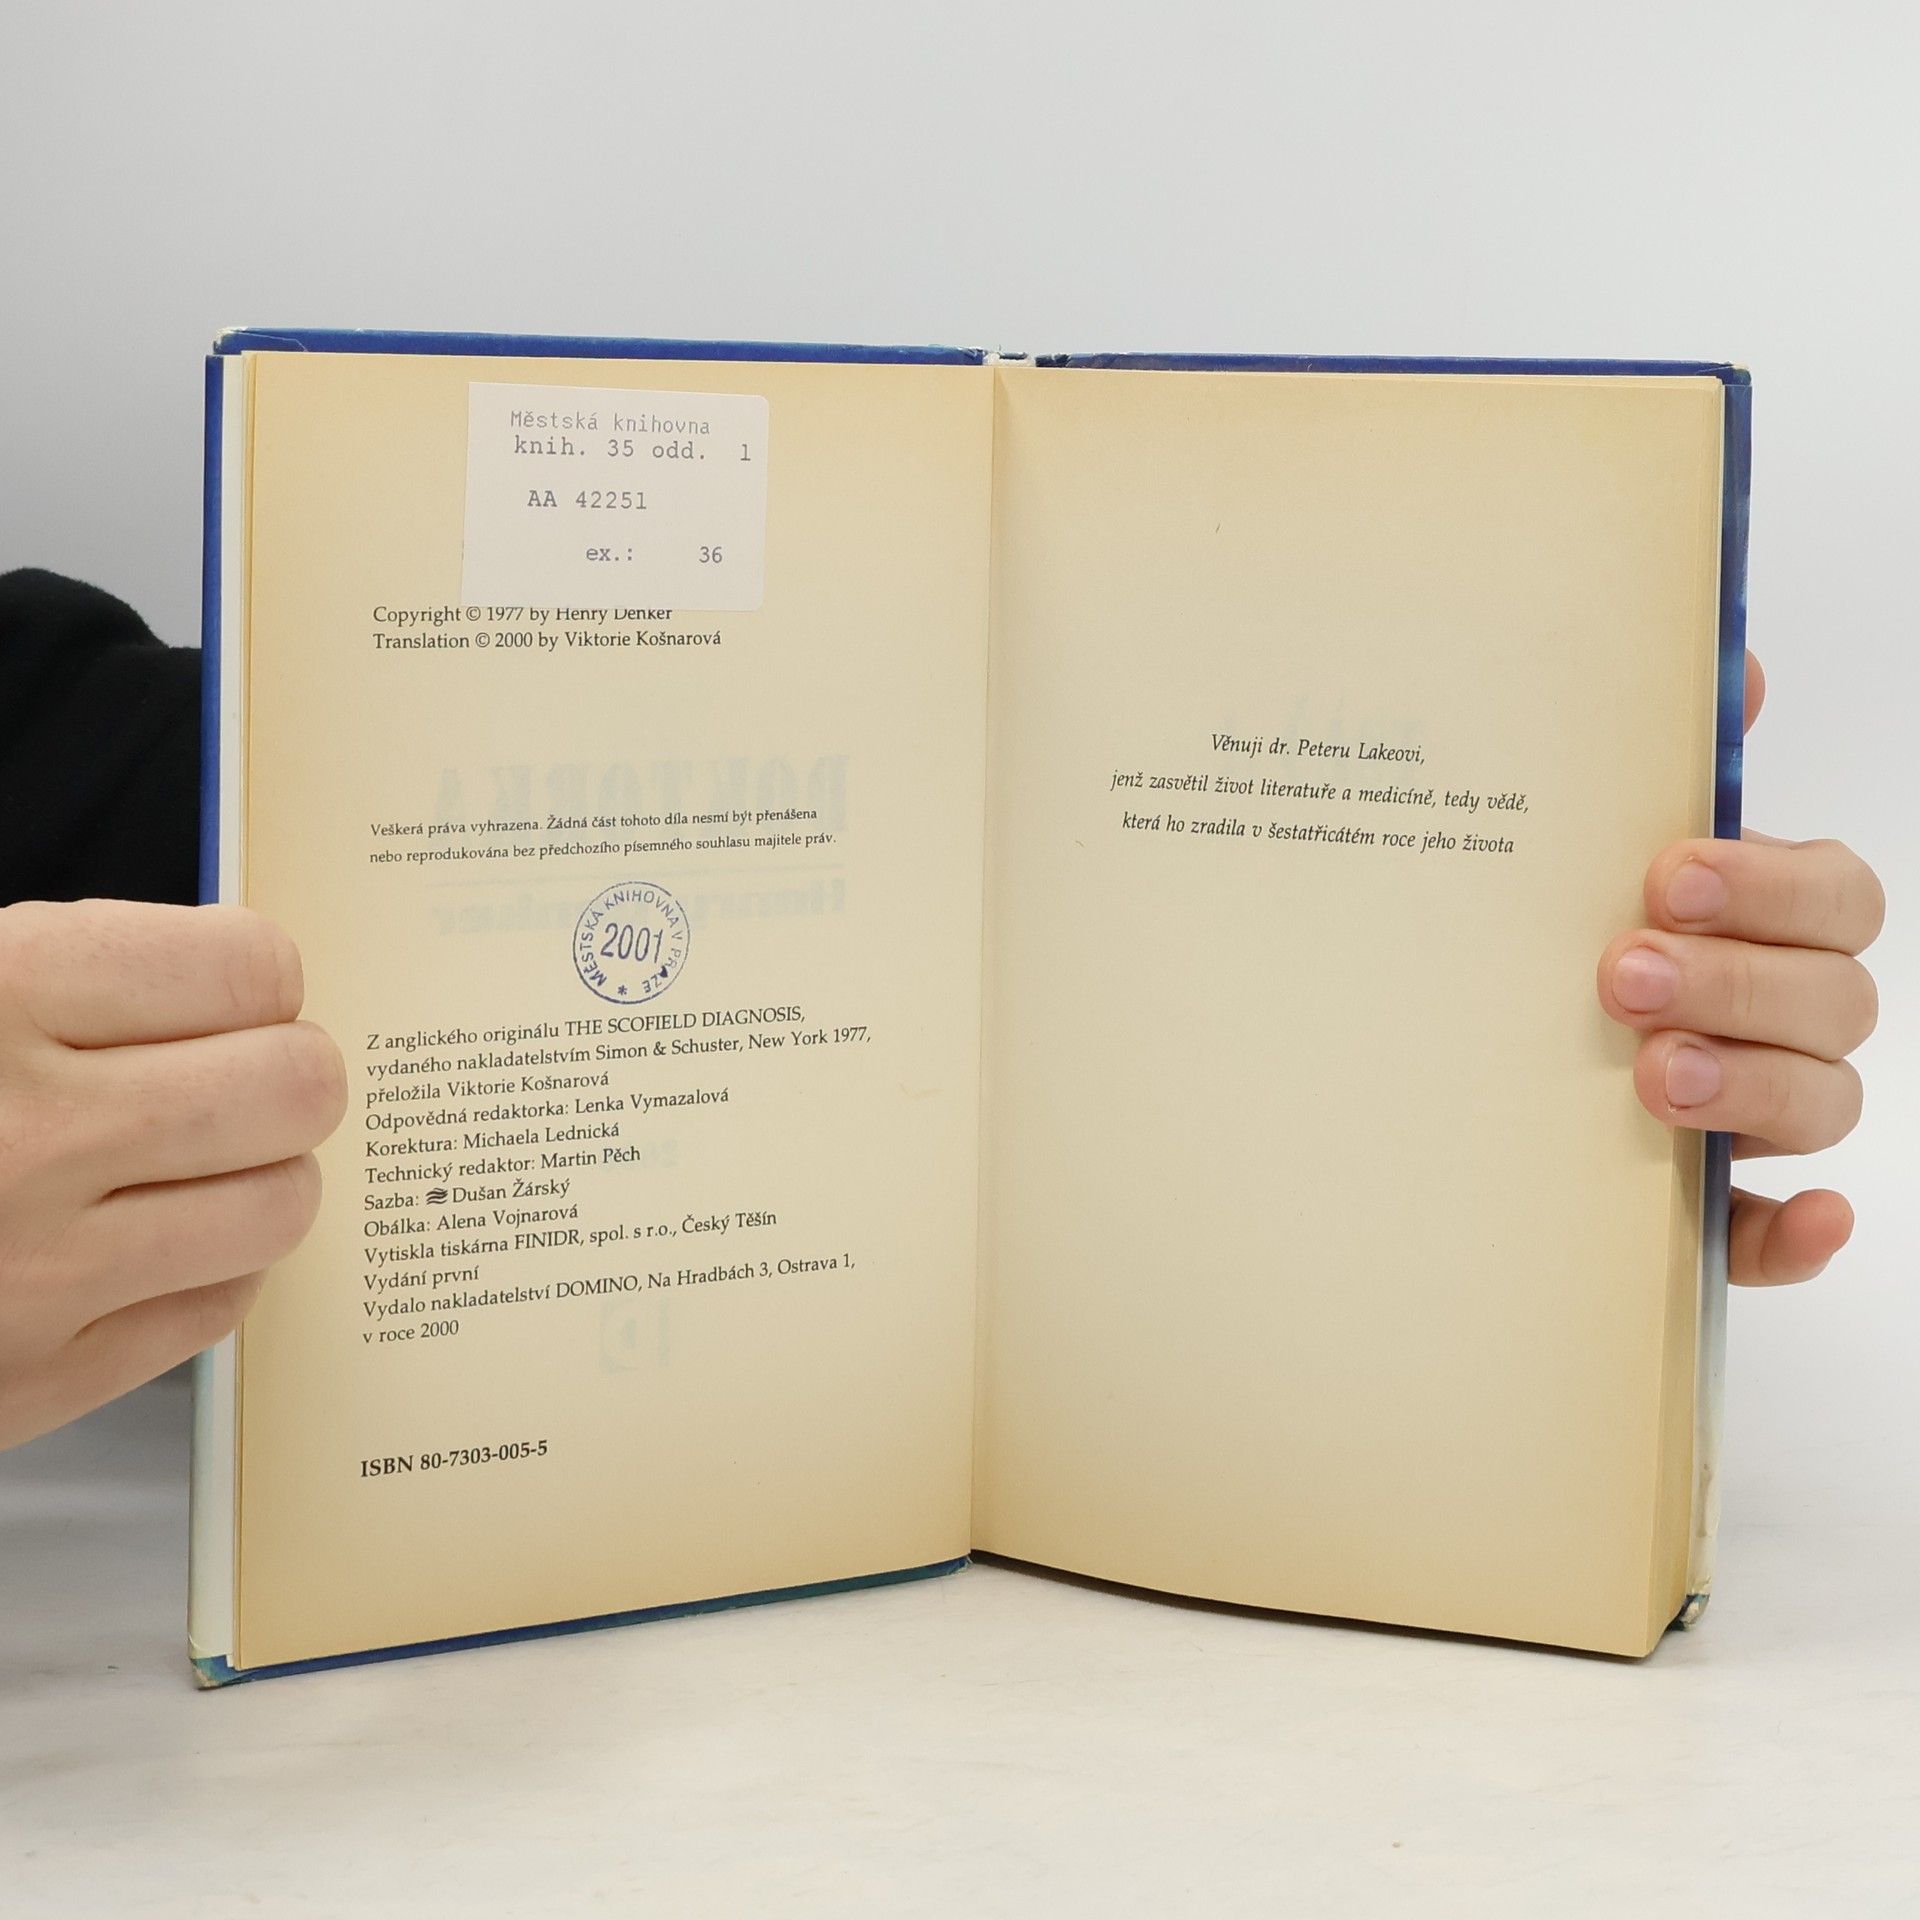 Městská knihovna
knih. 35 odd. 1
AA 42251
ex.: 36
Copyright © 1977 by Henry Denker
Translation © 2000 by Viktorie Košnarová
Veškerá práva vyhrazena. Žádná část tohoto díla nesmí být přenášena
nebo reprodukována bez předchozího písemného souhlasu majitele práv.
MĚSTSKÁ KNIHOVNA V PRAZE *
2001
Z anglického originálu THE SCOFIELD DIAGNOSIS,
vydaného nakladatelstvím Simon & Schuster, New York 1977,
přeložila Viktorie Košnarová
Odpovědná redaktorka: Lenka Vymazalová
Korektura: Michaela Lednická
Technický redaktor: Martin Pěch
Sazba: Dušan Žárský
Obálka: Alena Vojnarová
Vytiskla tiskárna FINIDR, spol. s r.o., Český Těšín
Vydání první
Vydalo nakladatelství DOMINO, Na Hradbách 3, Ostrava 1,
v roce 2000
ISBN 80-7303-005-5
Věnuji dr. Peteru Lakeovi,
jenž zasvětil život literatuře a medicíně, tedy vědě,
která ho zradila v šestatřicátém roce jeho života